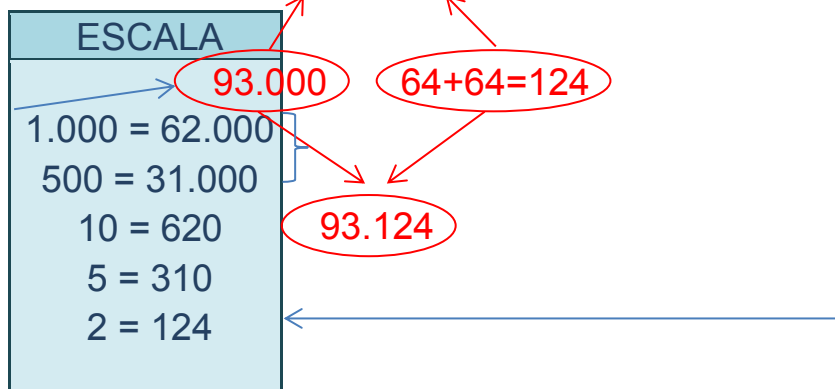 ESCALA
93.000
64+64=124
1.000 = 62.000
500 = 31.000
10 = 620
93.124
5 = 310
2 = 124